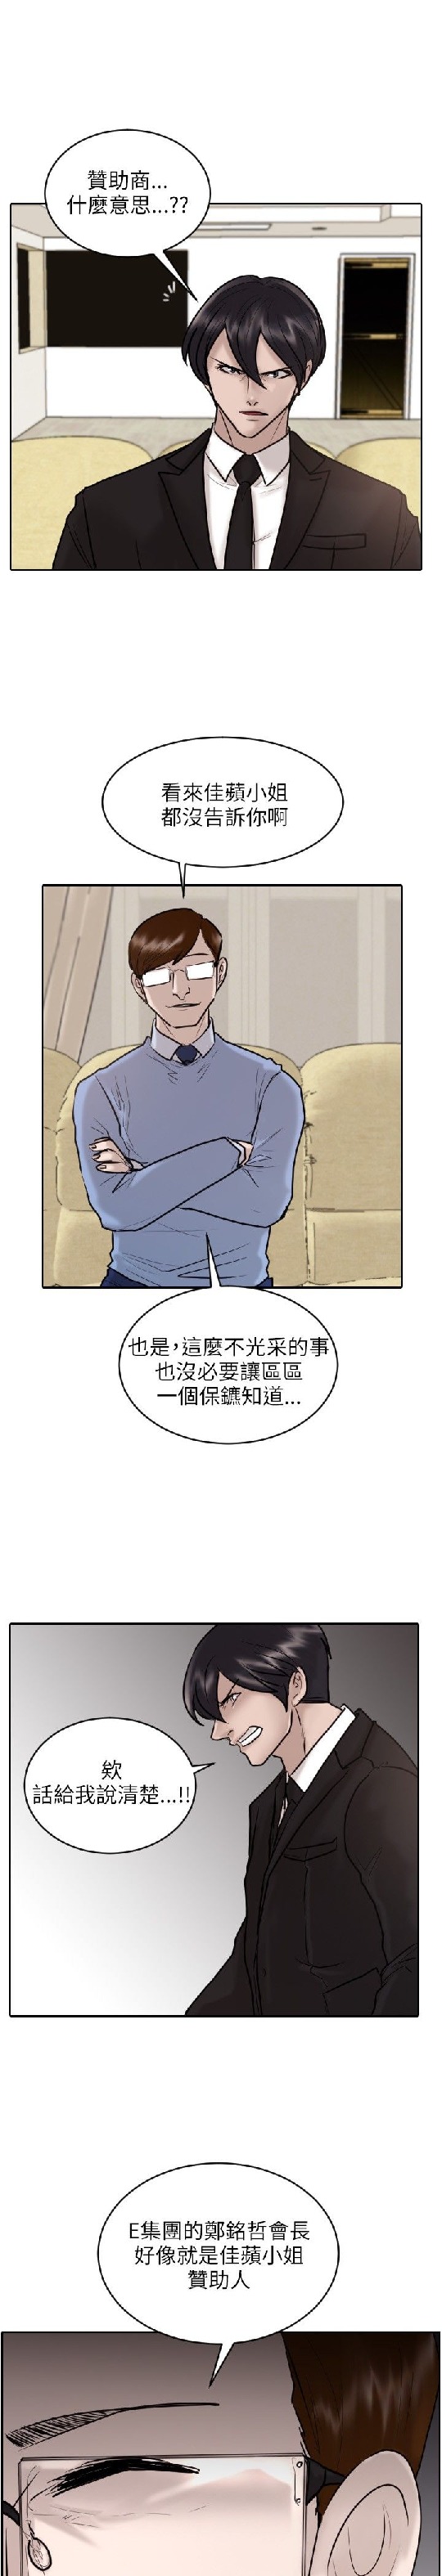 贊助商...
什麼意思...??
看來佳蘋小姐
都沒告訴你啊
也是，這麼不光采的事
也沒必要讓區區
一個保鑣知道...
欸
話給我說清楚...!!
E集團的鄭銘哲會長
好像就是佳蘋小姐
贊助人